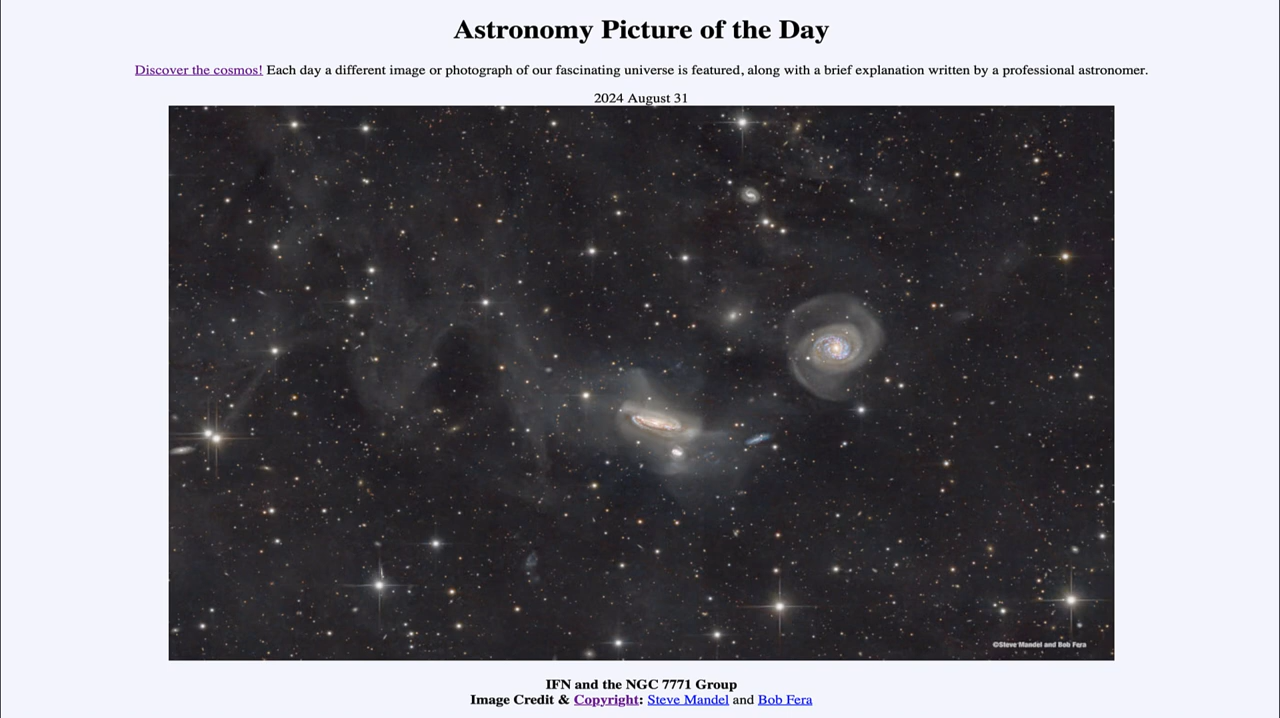 Astronomy Picture of the Day
Discover the cosmos! Each day a different image or photograph of our fascinating universe is featured, along with a brief explanation written by a professional astronomer.
2024 August 31
©Steve Mandel and Bob Fera
IFN and the NGC 7771 Group
Image Credit & Copyright: Steve Mandel and Bob Fera